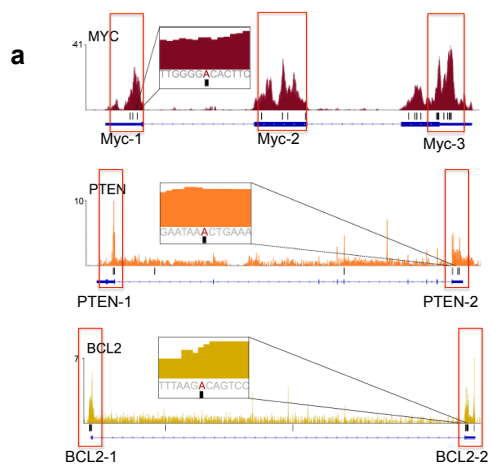 a
MYC
41
TTGGGGACACTTC
Myc-1
Myc-2
Myc-3
PTEN
10
GAATAAACTGAAA
PTEN-1
PTEN-2
BCL2
7
TTTAAGACAGTCC
BCL2-1
BCL2-2